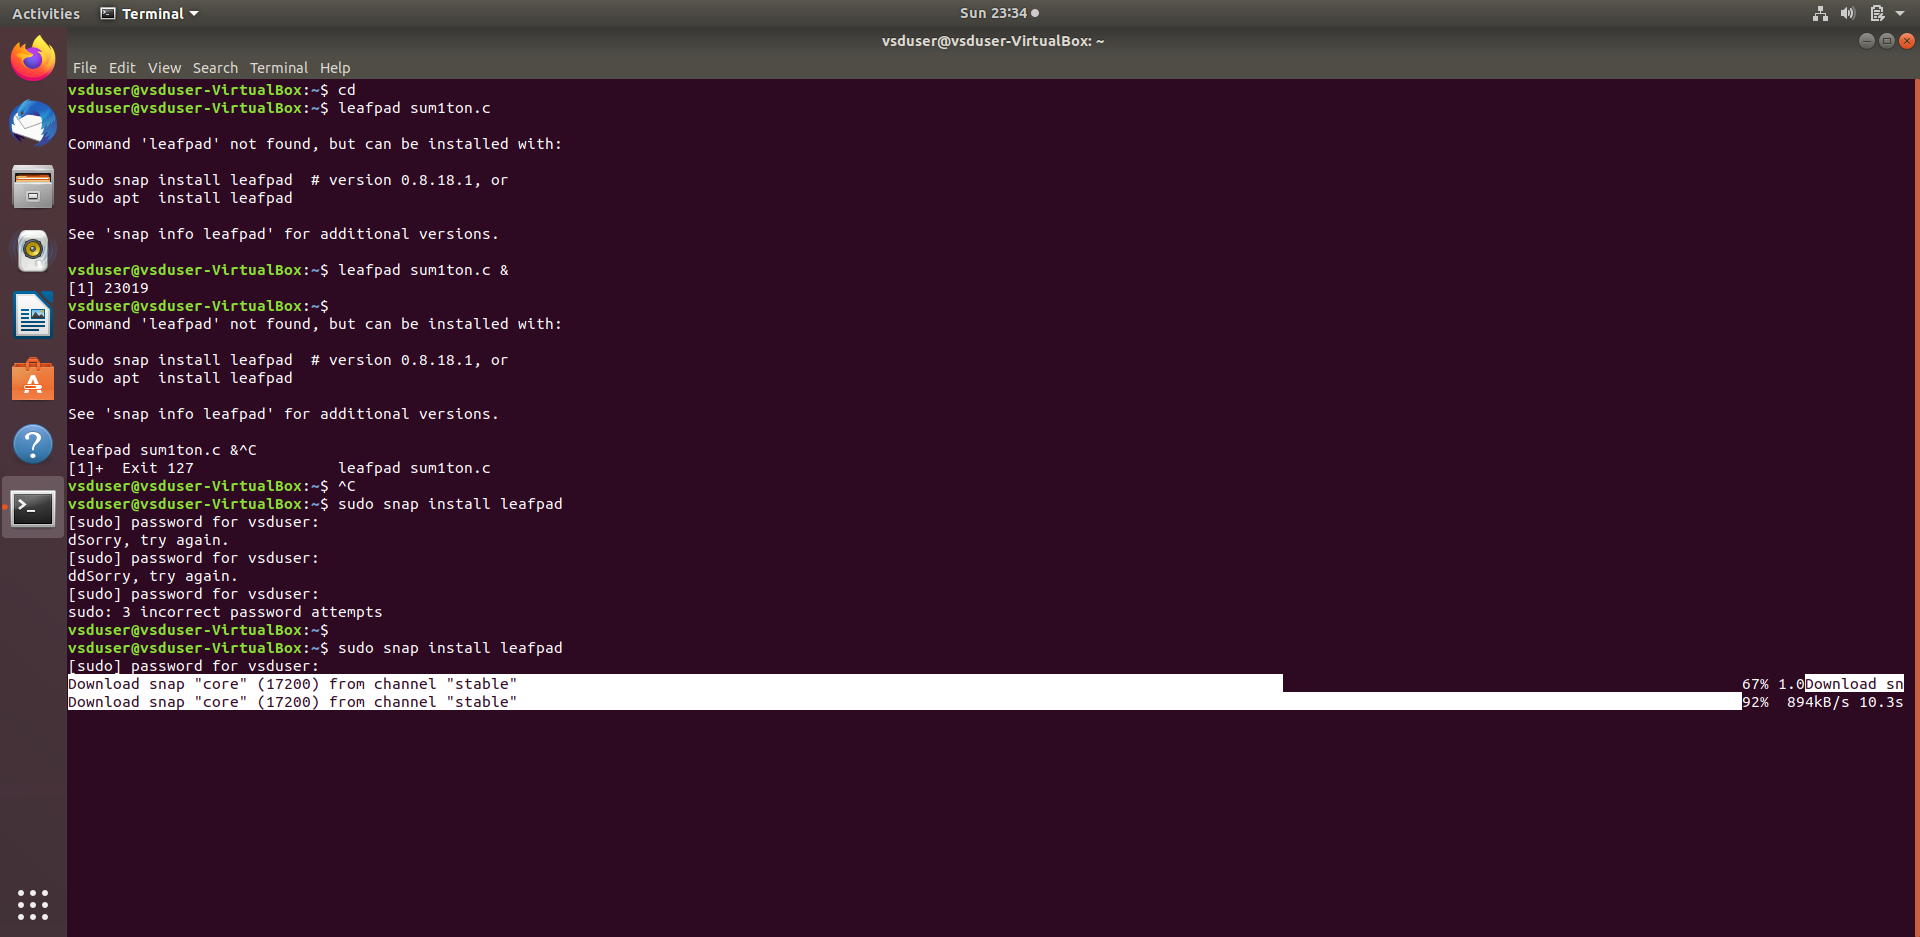 Activities Terminal Sun 23:34
vsduser@vsduser-VirtualBox: ~
File Edit View Search Terminal Help
vsduser@vsduser-VirtualBox:~$ cd
vsduser@vsduser-VirtualBox:~$ leafpad sum1ton.c
Command 'leafpad' not found, but can be installed with:
sudo snap install leafpad  # version 0.8.18.1, or
sudo apt  install leafpad
See 'snap info leafpad' for additional versions.
vsduser@vsduser-VirtualBox:~$ leafpad sum1ton.c &
[1] 23019
vsduser@vsduser-VirtualBox:~$
Command 'leafpad' not found, but can be installed with:
sudo snap install leafpad  # version 0.8.18.1, or
sudo apt  install leafpad
See 'snap info leafpad' for additional versions.
leafpad sum1ton.c &^C
[1]+  Exit 127                leafpad sum1ton.c
vsduser@vsduser-VirtualBox:~$ ^C
vsduser@vsduser-VirtualBox:~$ sudo snap install leafpad
[sudo] password for vsduser:
dSorry, try again.
[sudo] password for vsduser:
ddSorry, try again.
[sudo] password for vsduser:
sudo: 3 incorrect password attempts
vsduser@vsduser-VirtualBox:~$
vsduser@vsduser-VirtualBox:~$ sudo snap install leafpad
[sudo] password for vsduser:
Download snap "core" (17200) from channel "stable" 67% 1.0Download sn
Download snap "core" (17200) from channel "stable" 92%  894kB/s 10.3s